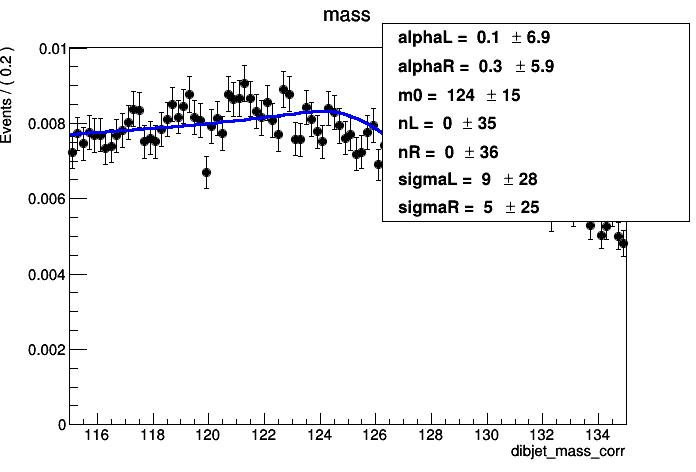 mass
Events / ( 0.2 )
0.01
0.008
0.006
0.004
0.002
0
alphaL = 0.1 ± 6.9
alphaR = 0.3 ± 5.9
m0 = 124 ± 15
nL = 0 ± 35
nR = 0 ± 36
sigmaL = 9 ± 28
sigmaR = 5 ± 25
116 118 120 122 124 126 128 130 132 134
dibjet_mass_corr